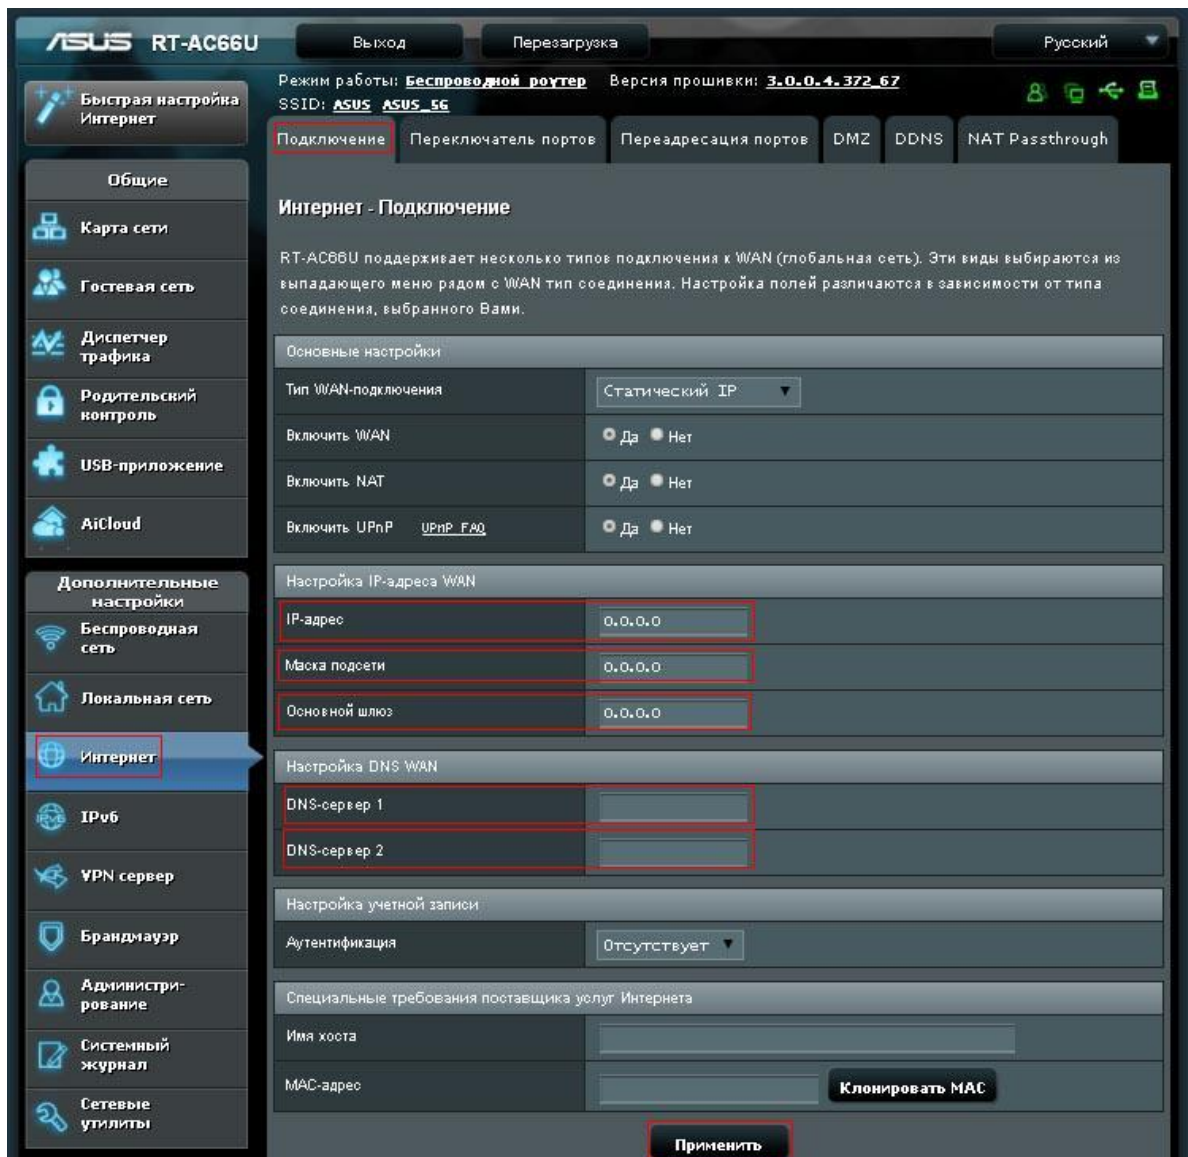 ASUS RT-AC66U
Выход
Перезагрузка
Русский
Быстрая настройка
Интернет
Режим работы: Беспроводной роутер Версия прошивки: 3.0.0.4.372_67
SSID: ASUS ASUS_5G
Подключение
Переключатель портов
Переадресация портов
DMZ
DDNS
NAT Passthrough
Общие
Карта сети
Гостевая сеть
Диспетчер
трафика
Родительский
контроль
USB-приложение
AiCloud
Дополнительные
настройки
Беспроводная
сеть
Локальная сеть
Интернет
IPv6
VPN сервер
Брандмауэр
Администри-
рование
Системный
журнал
Сетевые
утилиты
Интернет - Подключение
RT-AC66U поддерживает несколько типов подключения к WAN (глобальная сеть). Эти виды выбираются из
выпадающего меню рядом с WAN тип соединения. Настройка полей различаются в зависимости от типа
соединения, выбранного Вами.
Основные настройки
Тип WAN-подключения Статический IP
Включить WAN Да Нет
Включить NAT Да Нет
Включить UPnP UPnP FAQ Да Нет
Настройка IP-адреса WAN
IP-адрес 0.0.0.0
Маска подсети 0.0.0.0
Основной шлюз 0.0.0.0
Настройка DNS WAN
DNS-сервер 1
DNS-сервер 2
Настройка учетной записи
Аутентификация Отсутствует
Специальные требования поставщика услуг Интернета
Имя хоста
MAC-адрес Клонировать MAC
Применить